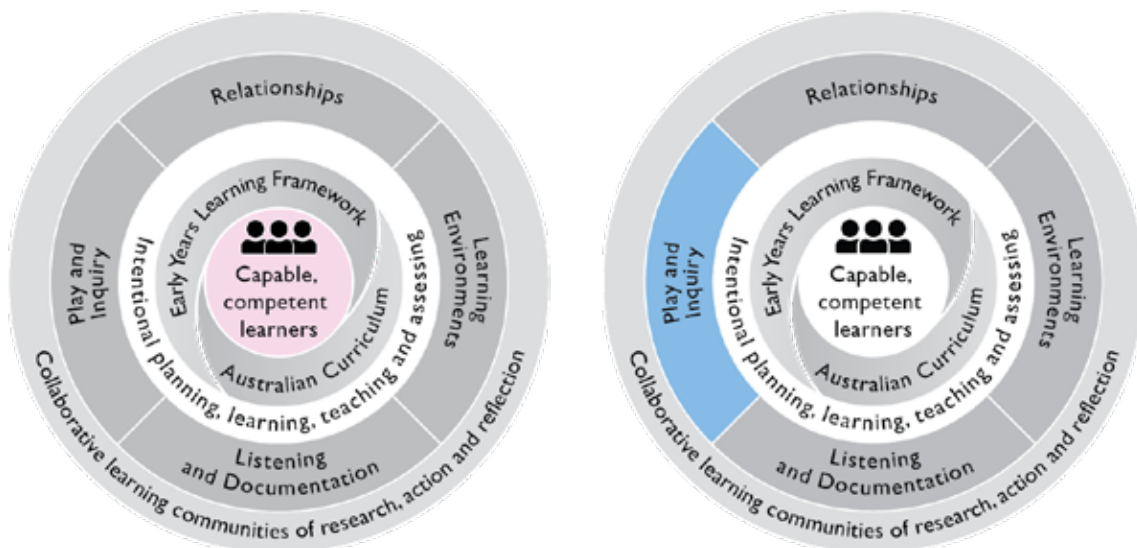 Relationships
Play and
Inquiry
Learning
Environments
Listening
and Documentation
Early Years Learning Framework
Australian Curriculum
Capable,
competent
learners
Intentional planning, learning, teaching and assessing
Collaborative learning communities of research, action and reflection
Relationships
Play and
Inquiry
Learning
Environments
Listening
and Documentation
Early Years Learning Framework
Australian Curriculum
Capable,
competent
learners
Intentional planning, learning, teaching and assessing
Collaborative learning communities of research, action and reflection